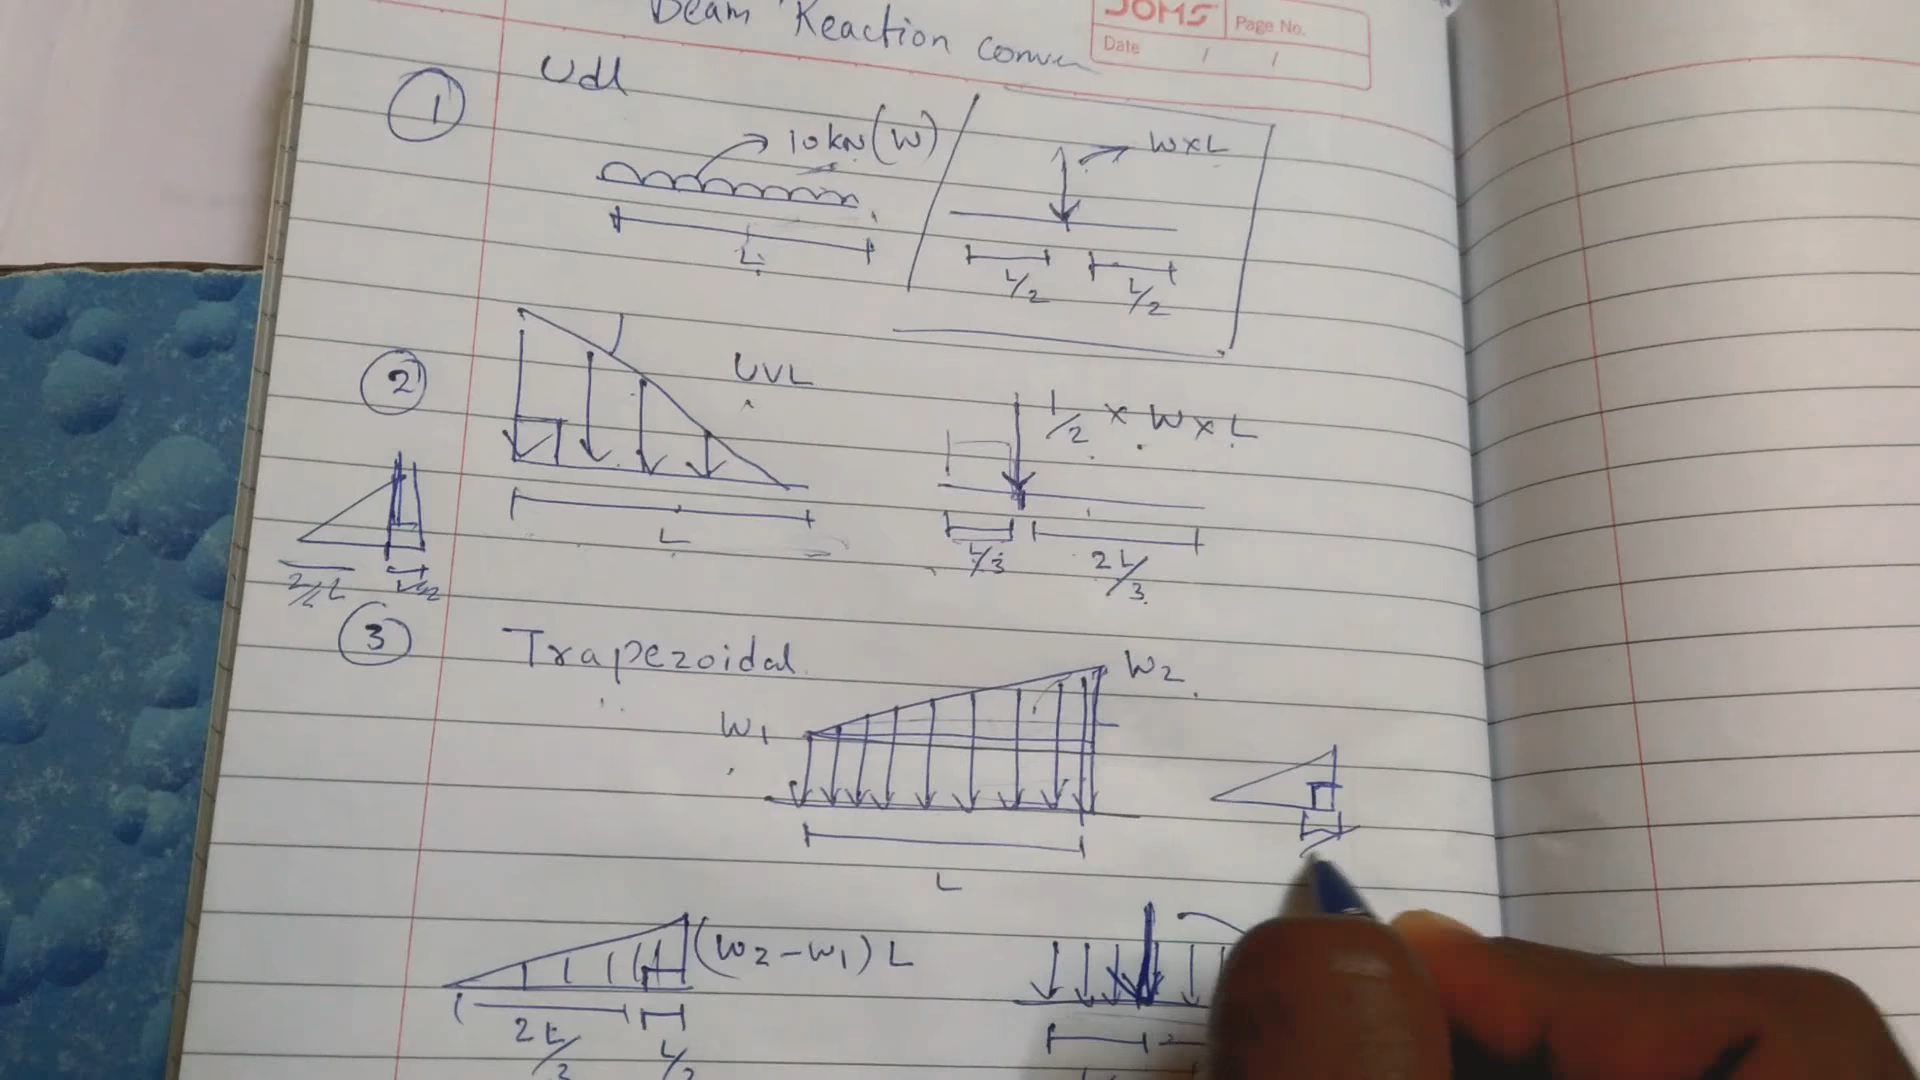 Beam Reaction
JOMS
Page No.
Date / /
1
Udl
10kN (W)
W×L
L
L/2
L/2
2
UVL
1/2 × W × L
L
L/3
2L/3
3
Trapezoidal
W1
W2
L
(W2-W1) L
2L/3
L/3